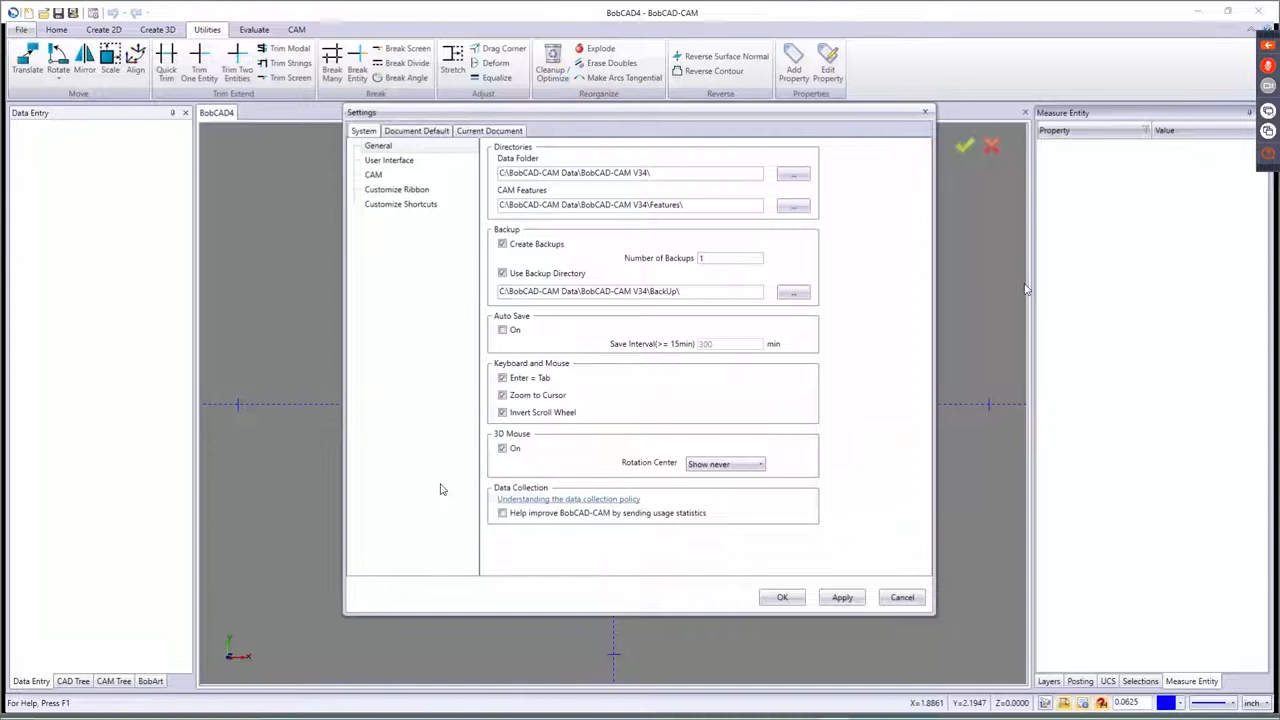 BobCAD4 - BobCAD-CAM
File Home Create 2D Create 3D Utilities Evaluate CAM
Translate Rotate Mirror Scale Align
Move
Quick Trim
Trim One Entity
Trim Two Entities
Trim Modal
Trim Strings
Trim Screen
Trim Extend
Break Many
Break Entity
Break Screen
Break Divide
Break Angle
Break
Stretch
Drag Corner
Deform
Equalize
Adjust
Cleanup / Optimize
Explode
Erase Doubles
Make Arcs Tangential
Reorganize
Reverse Surface Normal
Reverse Contour
Reverse
Add Property
Edit Property
Properties
Data Entry
BobCAD4
Measure Entity
Property Value
Settings
System Document Default Current Document
General
User Interface
CAM
Customize Ribbon
Customize Shortcuts
Directories
Data Folder
C:\BobCAD-CAM Data\BobCAD-CAM V34\
...
CAM Features
C:\BobCAD-CAM Data\BobCAD-CAM V34\Features\
...
Backup
Create Backups
Number of Backups 1
Use Backup Directory
C:\BobCAD-CAM Data\BobCAD-CAM V34\BackUp\
...
Auto Save
On
Save Interval(>= 15min) 300 min
Keyboard and Mouse
Enter = Tab
Zoom to Cursor
Invert Scroll Wheel
3D Mouse
On
Rotation Center Show never
Data Collection
Understanding the data collection policy
Help improve BobCAD-CAM by sending usage statistics
OK Apply Cancel
Y
Z X
Data Entry CAD Tree CAM Tree BobArt
Layers Posting UCS Selections Measure Entity
For Help, Press F1
X=1.8861 Y=2.1947 Z=0.0000 0.0625 inch